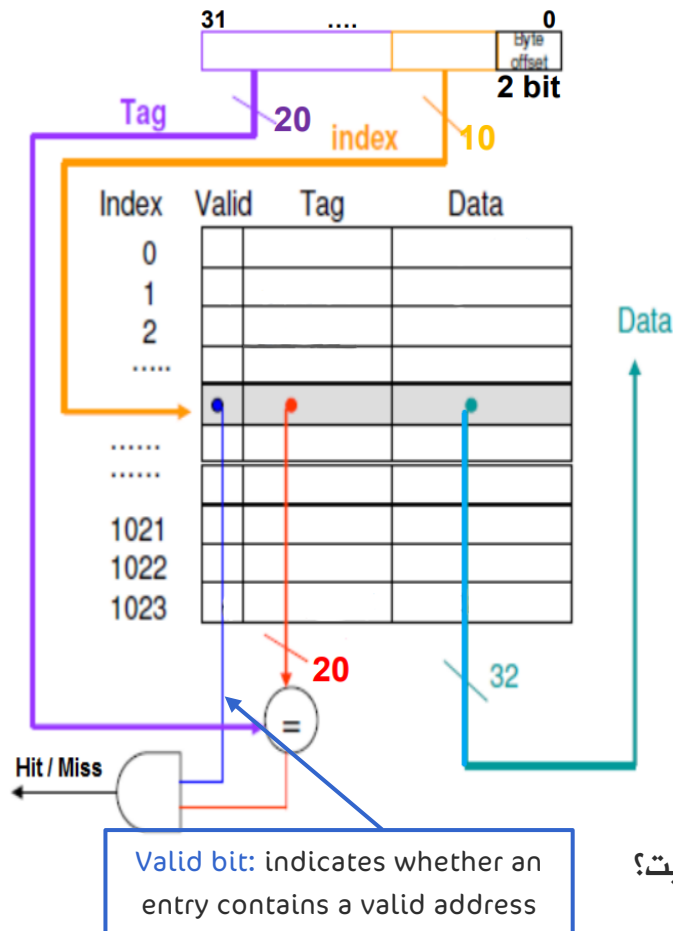 31 .... 0
Byte
offset
2 bit
Tag 20
index 10
Index Valid Tag Data
0
1
2
.....
Data
......
......
1021
1022
1023
20
32
=
Hit / Miss
Valid bit: indicates whether an
entry contains a valid address